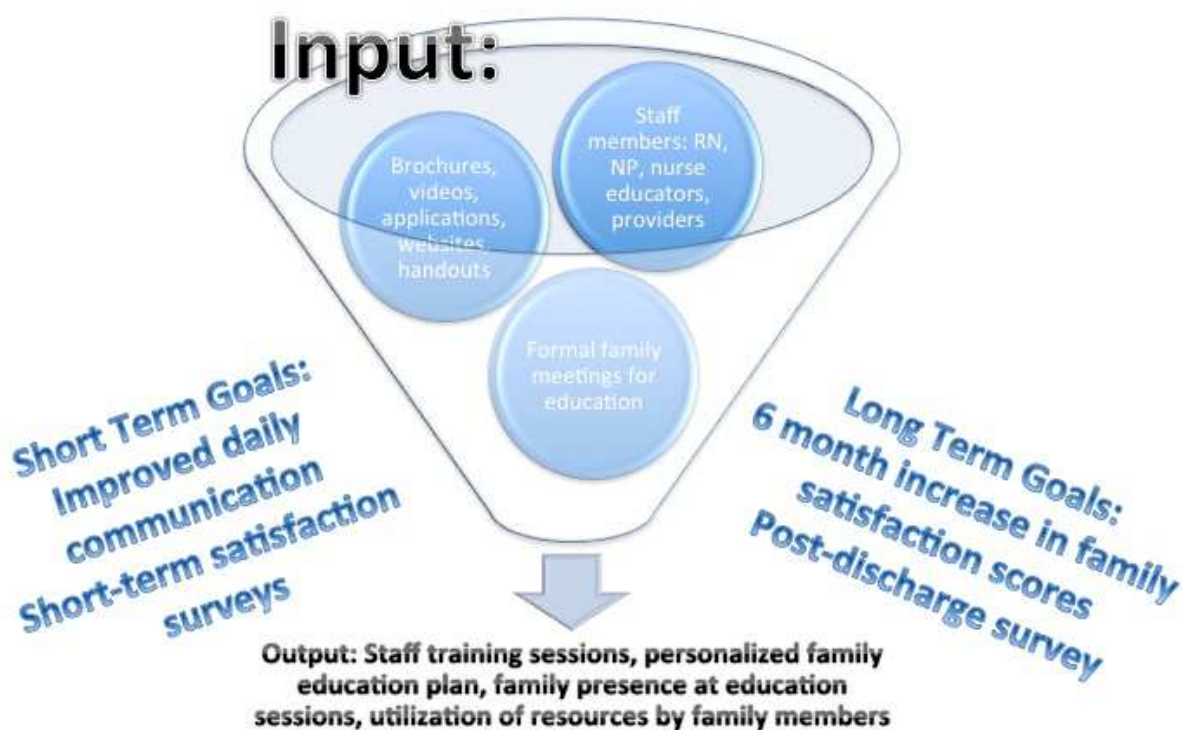 Input:
Brochures,
videos,
applications,
websites,
handouts
Staff
members: RN,
NP, nurse
educators,
providers
Formal family
meetings for
education
Short Term Goals:
Improved daily
communication
Short-term satisfaction
surveys
Long Term Goals:
6 month increase in family
satisfaction scores
Post-discharge survey
Output: Staff training sessions, personalized family
education plan, family presence at education
sessions, utilization of resources by family members